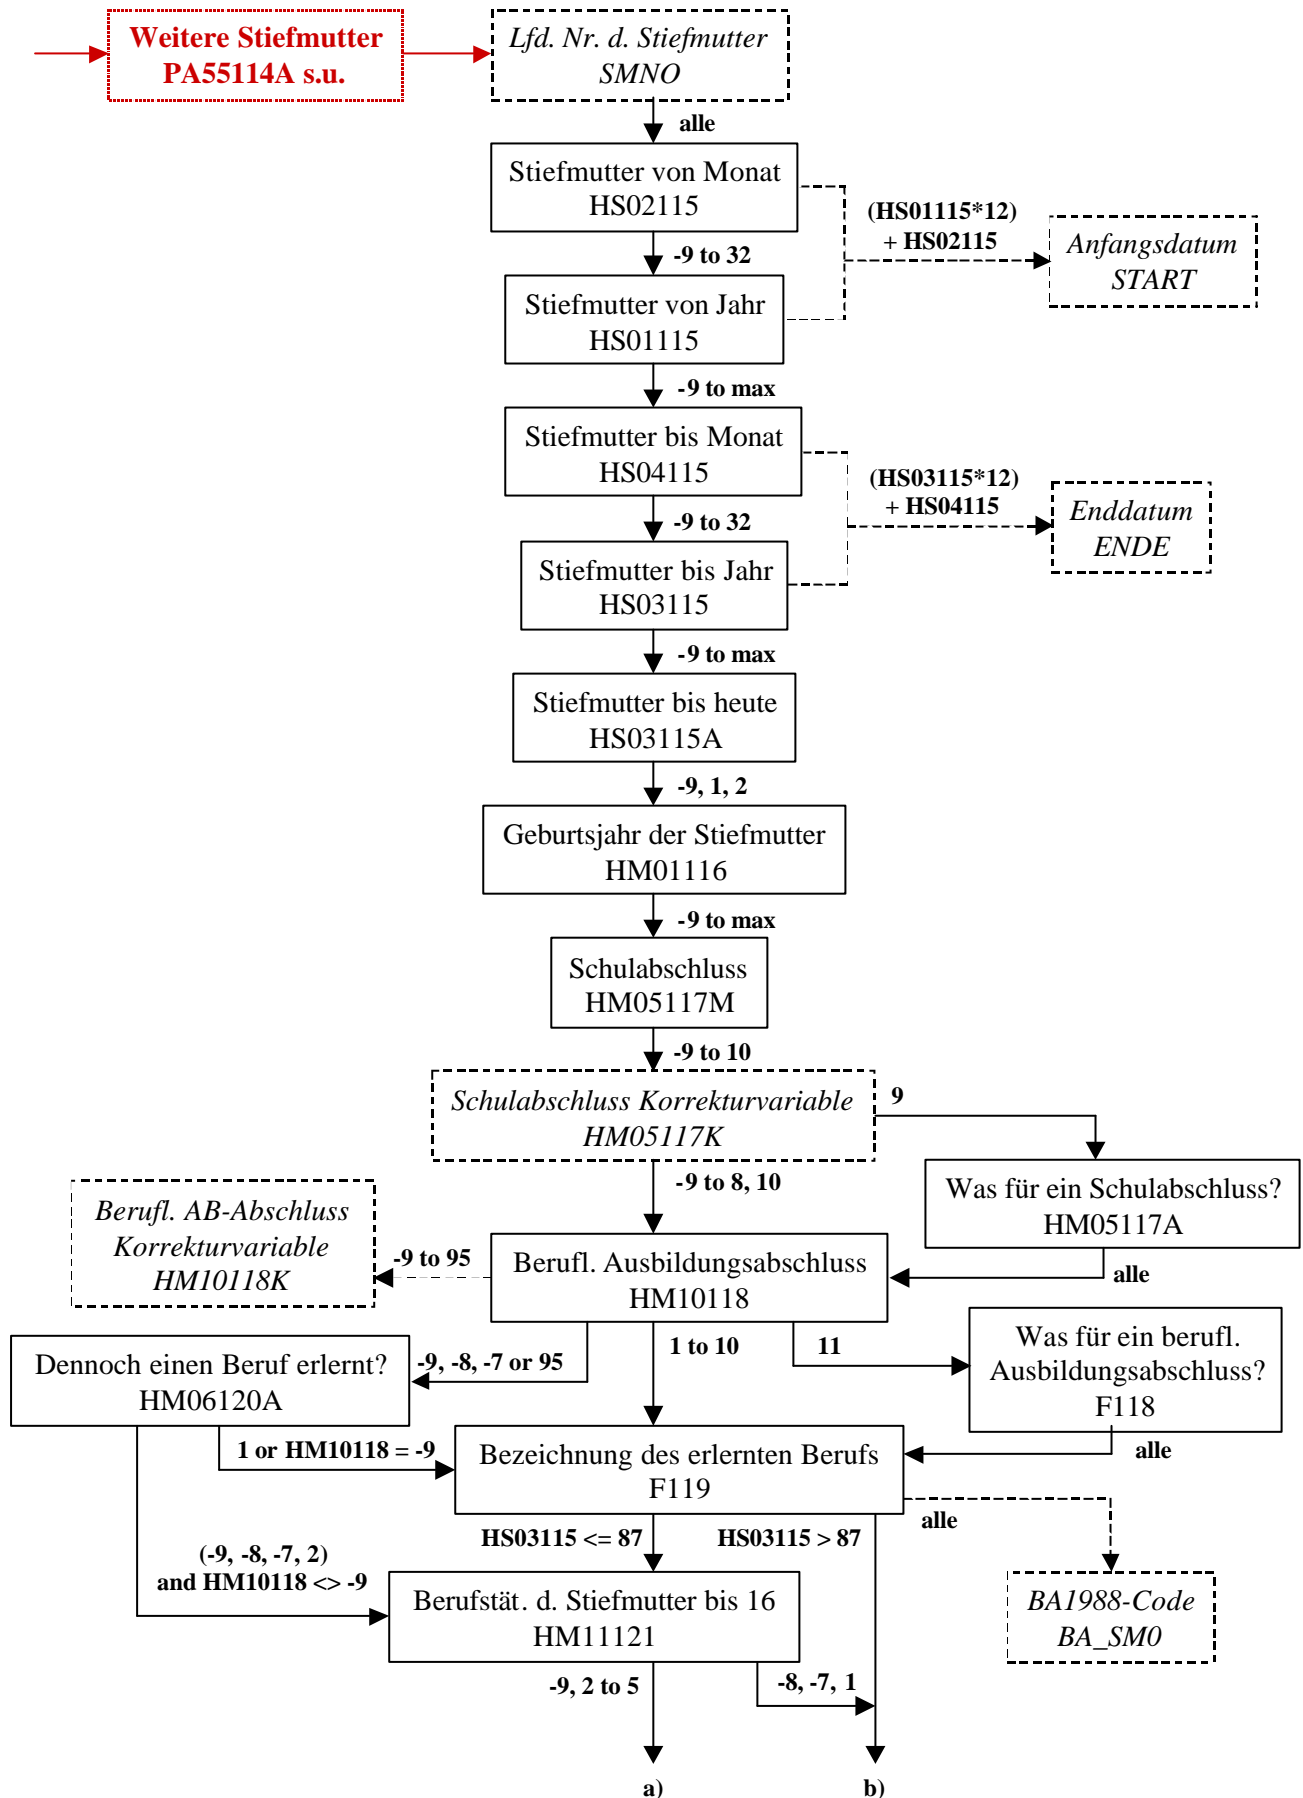 Weitere Stiefmutter
PA55114A s.u.
Lfd. Nr. d. Stiefmutter
SMNO
alle
Stiefmutter von Monat
HS02115
(HS01115*12)
+ HS02115
Anfangsdatum
START
-9 to 32
Stiefmutter von Jahr
HS01115
-9 to max
Stiefmutter bis Monat
HS04115
(HS03115*12)
+ HS04115
Enddatum
ENDE
-9 to 32
Stiefmutter bis Jahr
HS03115
-9 to max
Stiefmutter bis heute
HS03115A
-9, 1, 2
Geburtsjahr der Stiefmutter
HM01116
-9 to max
Schulabschluss
HM05117M
-9 to 10
Schulabschluss Korrekturvariable
HM05117K
9
-9 to 8, 10
Was für ein Schulabschluss?
HM05117A
alle
Berufl. AB-Abschluss
Korrekturvariable
HM10118K
-9 to 95
Berufl. Ausbildungsabschluss
HM10118
-9, -8, -7 or 95
1 to 10
11
Was für ein berufl.
Ausbildungsabschluss?
F118
alle
Dennoch einen Beruf erlernt?
HM06120A
1 or HM10118 = -9
Bezeichnung des erlernten Berufs
F119
HS03115 <= 87
HS03115 > 87
alle
(-9, -8, -7, 2)
and HM10118 <> -9
Berufstät. d. Stiefmutter bis 16
HM11121
BA1988-Code
BA_SM0
-9, 2 to 5
-8, -7, 1
a)
b)